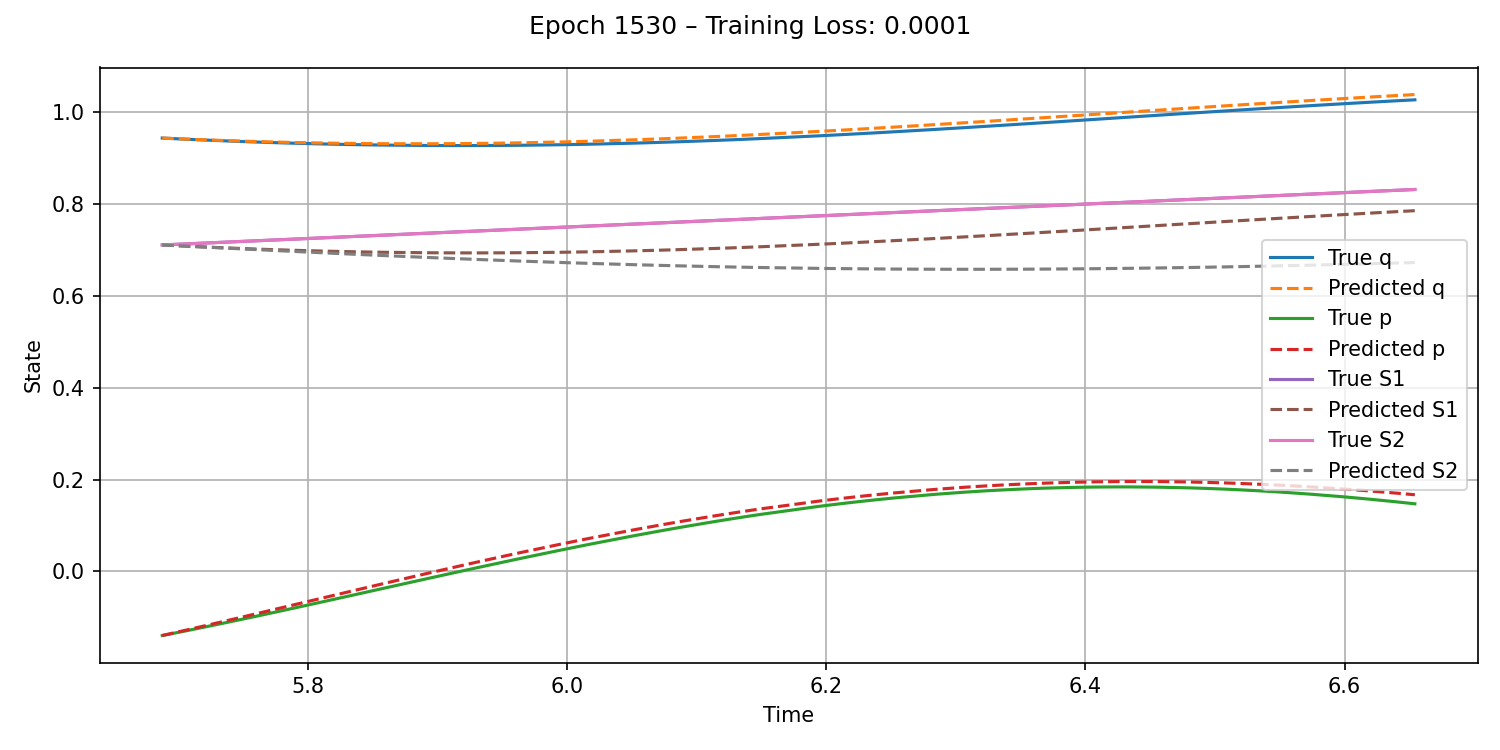 Epoch 1530 – Training Loss: 0.0001
1.0
0.8
0.6
0.4
0.2
0.0
State
True q
Predicted q
True p
Predicted p
True S1
Predicted S1
True S2
Predicted S2
5.8 6.0 6.2 6.4 6.6
Time